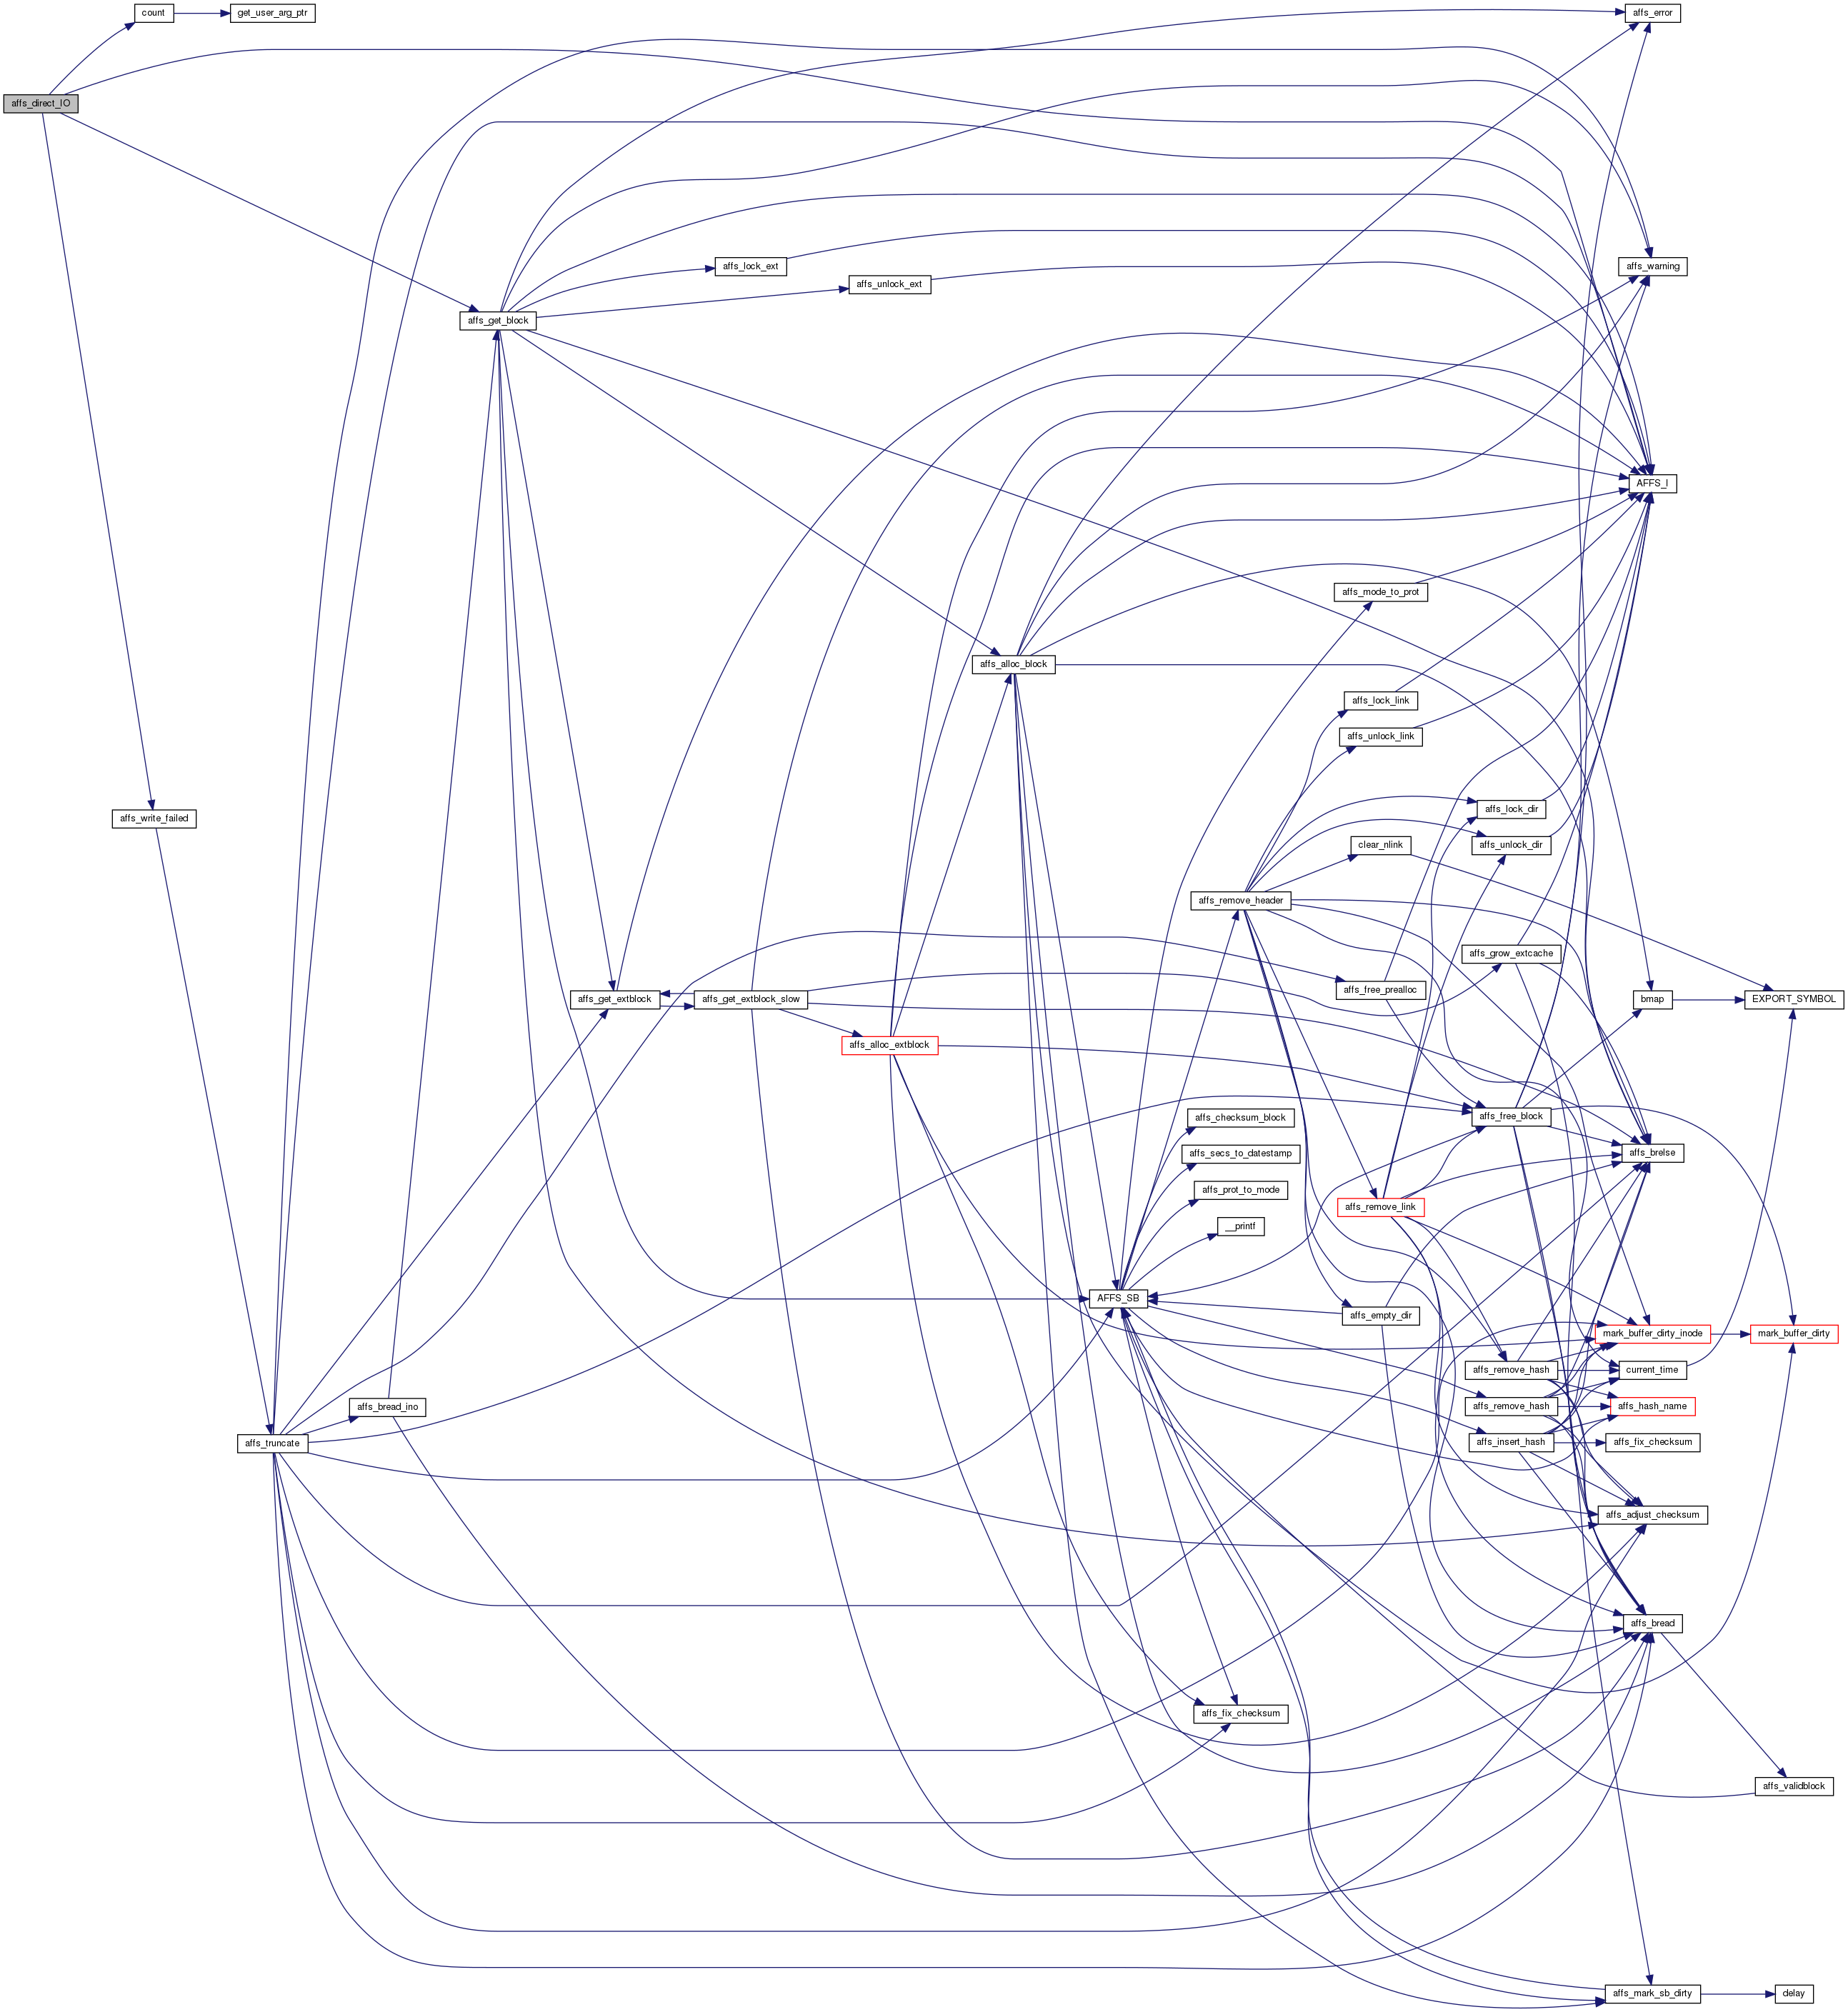 count
get_user_arg_ptr
affs_error
affs_direct_IO
affs_lock_ext
affs_warning
affs_unlock_ext
affs_get_block
AFFS_I
affs_mode_to_prot
affs_alloc_block
affs_lock_link
affs_unlock_link
affs_write_failed
affs_lock_dir
clear_nlink
affs_unlock_dir
affs_remove_header
affs_grow_extcache
affs_get_extblock
affs_get_extblock_slow
affs_free_prealloc
bmap
EXPORT_SYMBOL
affs_alloc_extblock
affs_checksum_block
affs_free_block
affs_secs_to_datestamp
affs_brelse
affs_prot_to_mode
affs_remove_link
__printf
AFFS_SB
affs_empty_dir
mark_buffer_dirty_inode
mark_buffer_dirty
affs_remove_hash
current_time
affs_bread_ino
affs_remove_hash
affs_hash_name
affs_truncate
affs_insert_hash
affs_fix_checksum
affs_adjust_checksum
affs_bread
affs_fix_checksum
affs_validblock
affs_mark_sb_dirty
delay